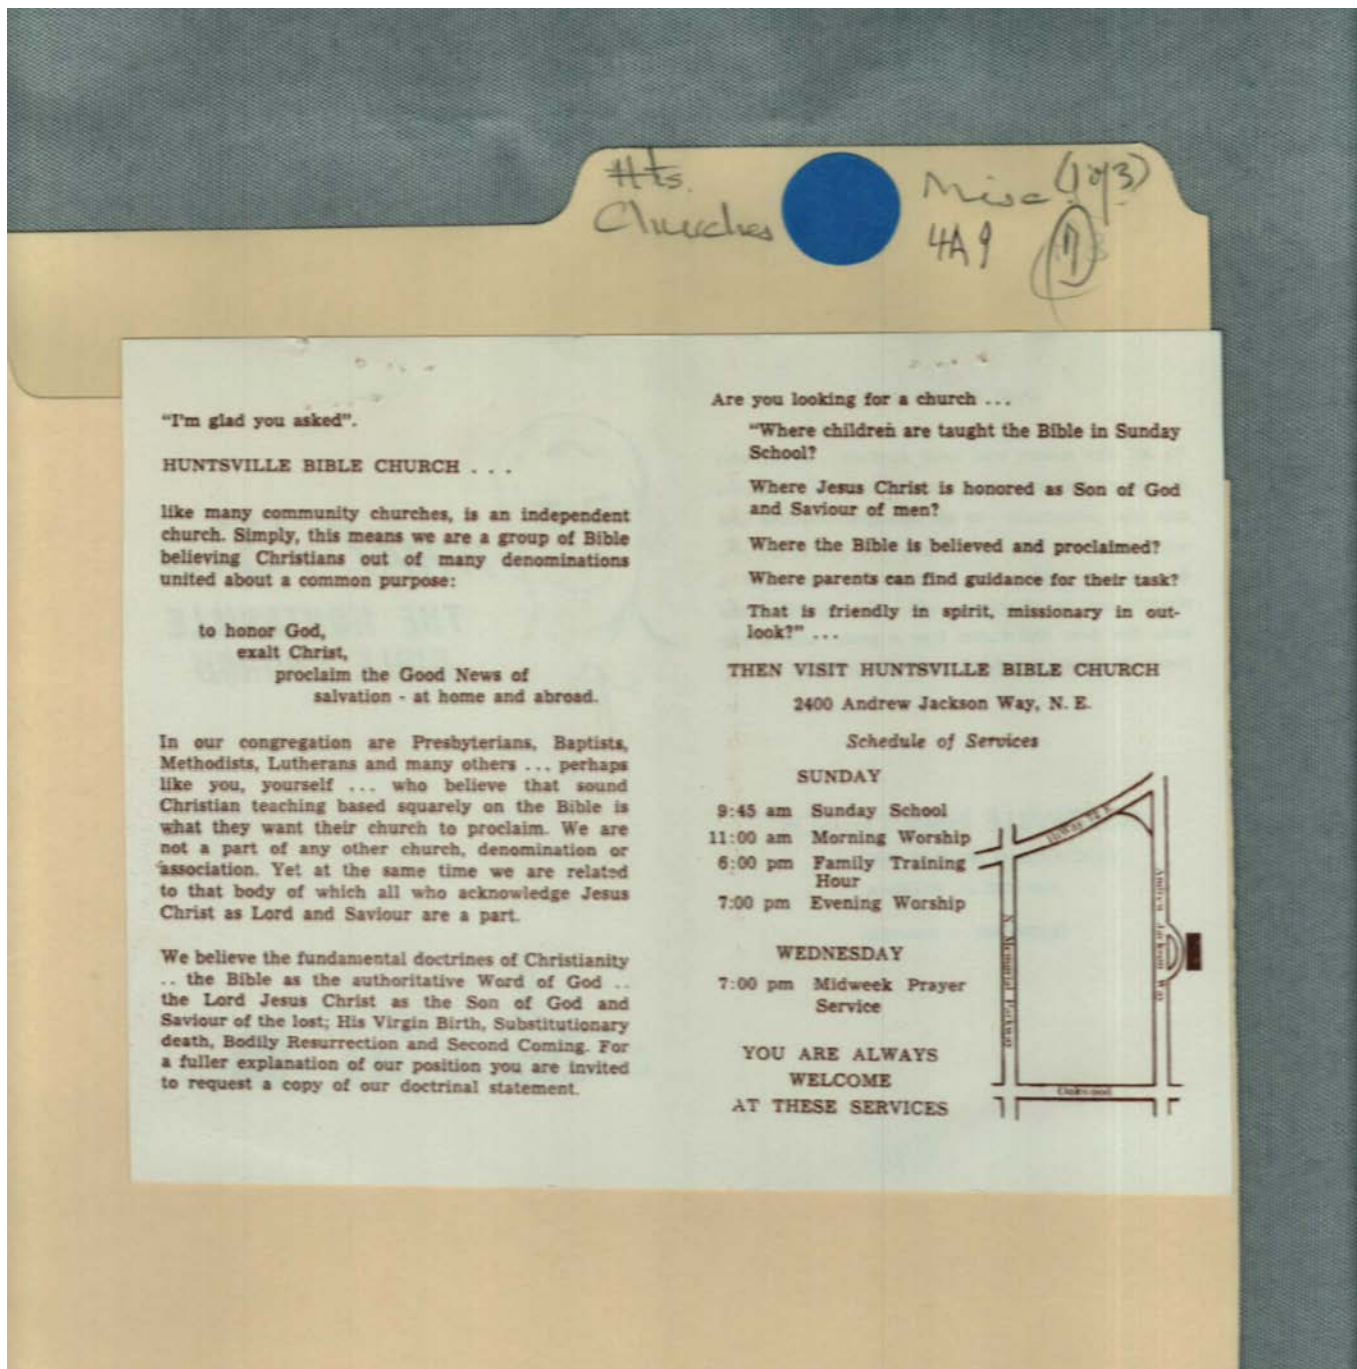 Hts.
Churches
Misc (1 of 3)
4A9
"I'm glad you asked".
HUNTSVILLE BIBLE CHURCH . . .
like many community churches, is an independent
church. Simply, this means we are a group of Bible
believing Christians out of many denominations
united about a common purpose:
to honor God,
exalt Christ,
proclaim the Good News of
salvation - at home and abroad.
In our congregation are Presbyterians, Baptists,
Methodists, Lutherans and many others ... perhaps
like you, yourself ... who believe that sound
Christian teaching based squarely on the Bible is
what they want their church to proclaim. We are
not a part of any other church, denomination or
association. Yet at the same time we are related
to that body of which all who acknowledge Jesus
Christ as Lord and Saviour are a part.
We believe the fundamental doctrines of Christianity
.. the Bible as the authoritative Word of God ..
the Lord Jesus Christ as the Son of God and
Saviour of the lost; His Virgin Birth, Substitutionary
death, Bodily Resurrection and Second Coming. For
a fuller explanation of our position you are invited
to request a copy of our doctrinal statement.
Are you looking for a church ...
"Where children are taught the Bible in Sunday
School?
Where Jesus Christ is honored as Son of God
and Saviour of men?
Where the Bible is believed and proclaimed?
Where parents can find guidance for their task?
That is friendly in spirit, missionary in out-
look?" ...
THEN VISIT HUNTSVILLE BIBLE CHURCH
2400 Andrew Jackson Way, N. E.
Schedule of Services
SUNDAY
9:45 am Sunday School
11:00 am Morning Worship
6:00 pm Family Training
Hour
7:00 pm Evening Worship
WEDNESDAY
7:00 pm Midweek Prayer
Service
YOU ARE ALWAYS
WELCOME
AT THESE SERVICES
HiWay 72 E
Andrew Jackson Way
N. Memorial Parkway
Oakwood